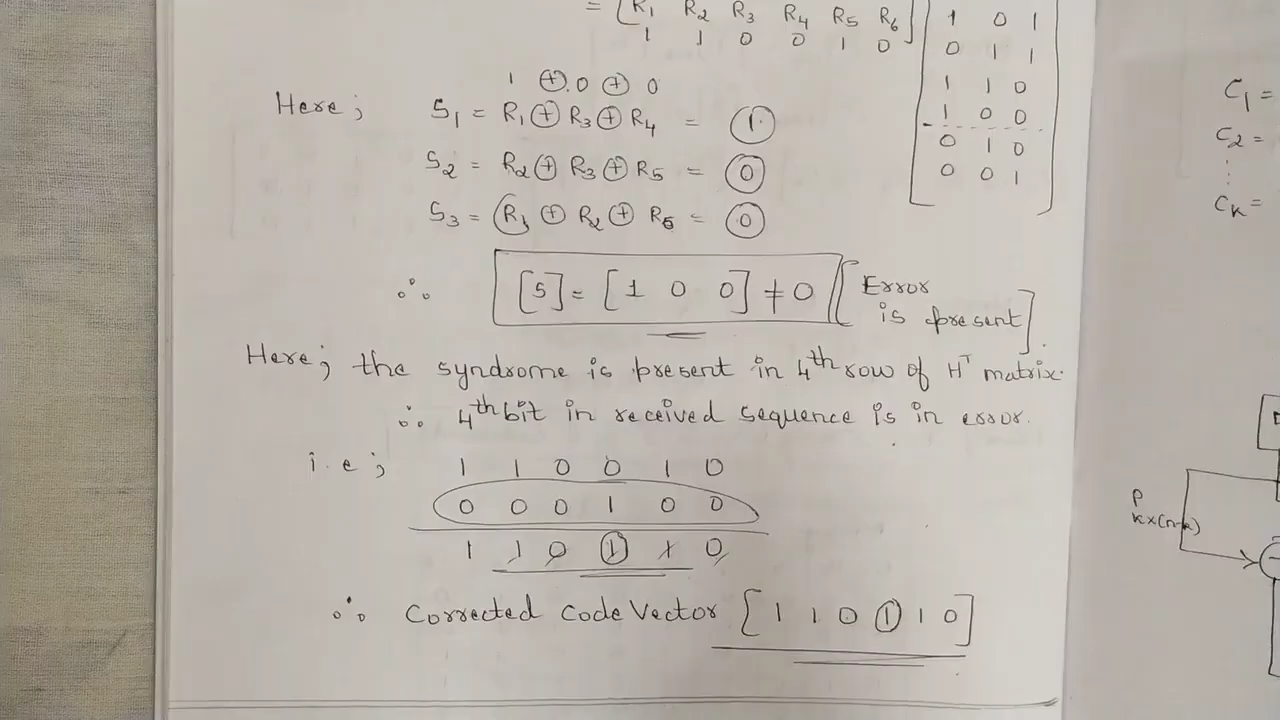 = [R1 R2 R3 R4 R5 R6]
1 1 0 0 1 0
1 0 1
0 1 1
1 1 0
1 0 0
0 1 0
0 0 1
1 ⊕ 0 ⊕ 0
Here; S1 = R1 ⊕ R3 ⊕ R4 = 1
S2 = R2 ⊕ R3 ⊕ R5 = 0
S3 = R1 ⊕ R2 ⊕ R6 = 0
∴ [S] = [1 0 0] ≠ 0 [Error
is present].
Here; the syndrome is present in 4th row of H^T matrix.
∴ 4th bit in received sequence is in error.
i.e; 1 1 0 0 1 0
0 0 0 1 0 0
1 1 0 1 1 0
∴ Corrected Code Vector [1 1 0 1 1 0]
C1 =
C2 =
⋮
CK =
P
K×(n-k)